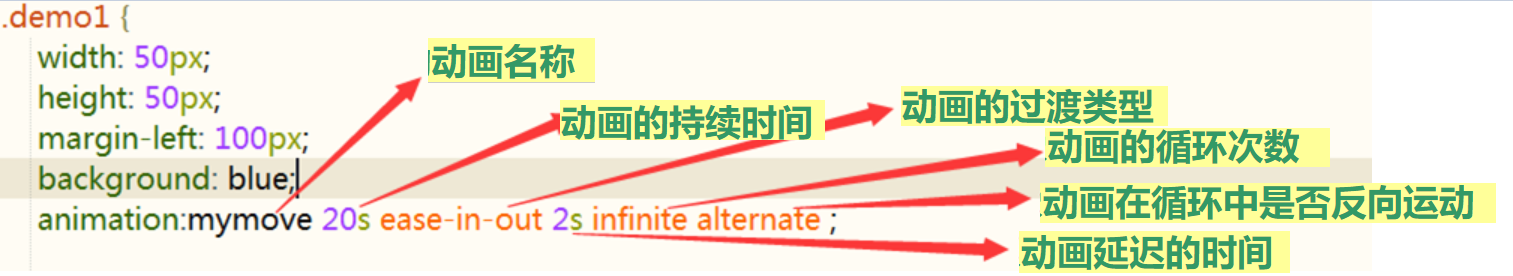 .demo1 {
width: 50px;
动画名称
height: 50px;
动画的持续时间
动画的过渡类型
margin-left: 100px;
动画的循环次数
background: blue;
动画在循环中是否反向运动
animation:mymove 20s ease-in-out 2s infinite alternate ;
动画延迟的时间